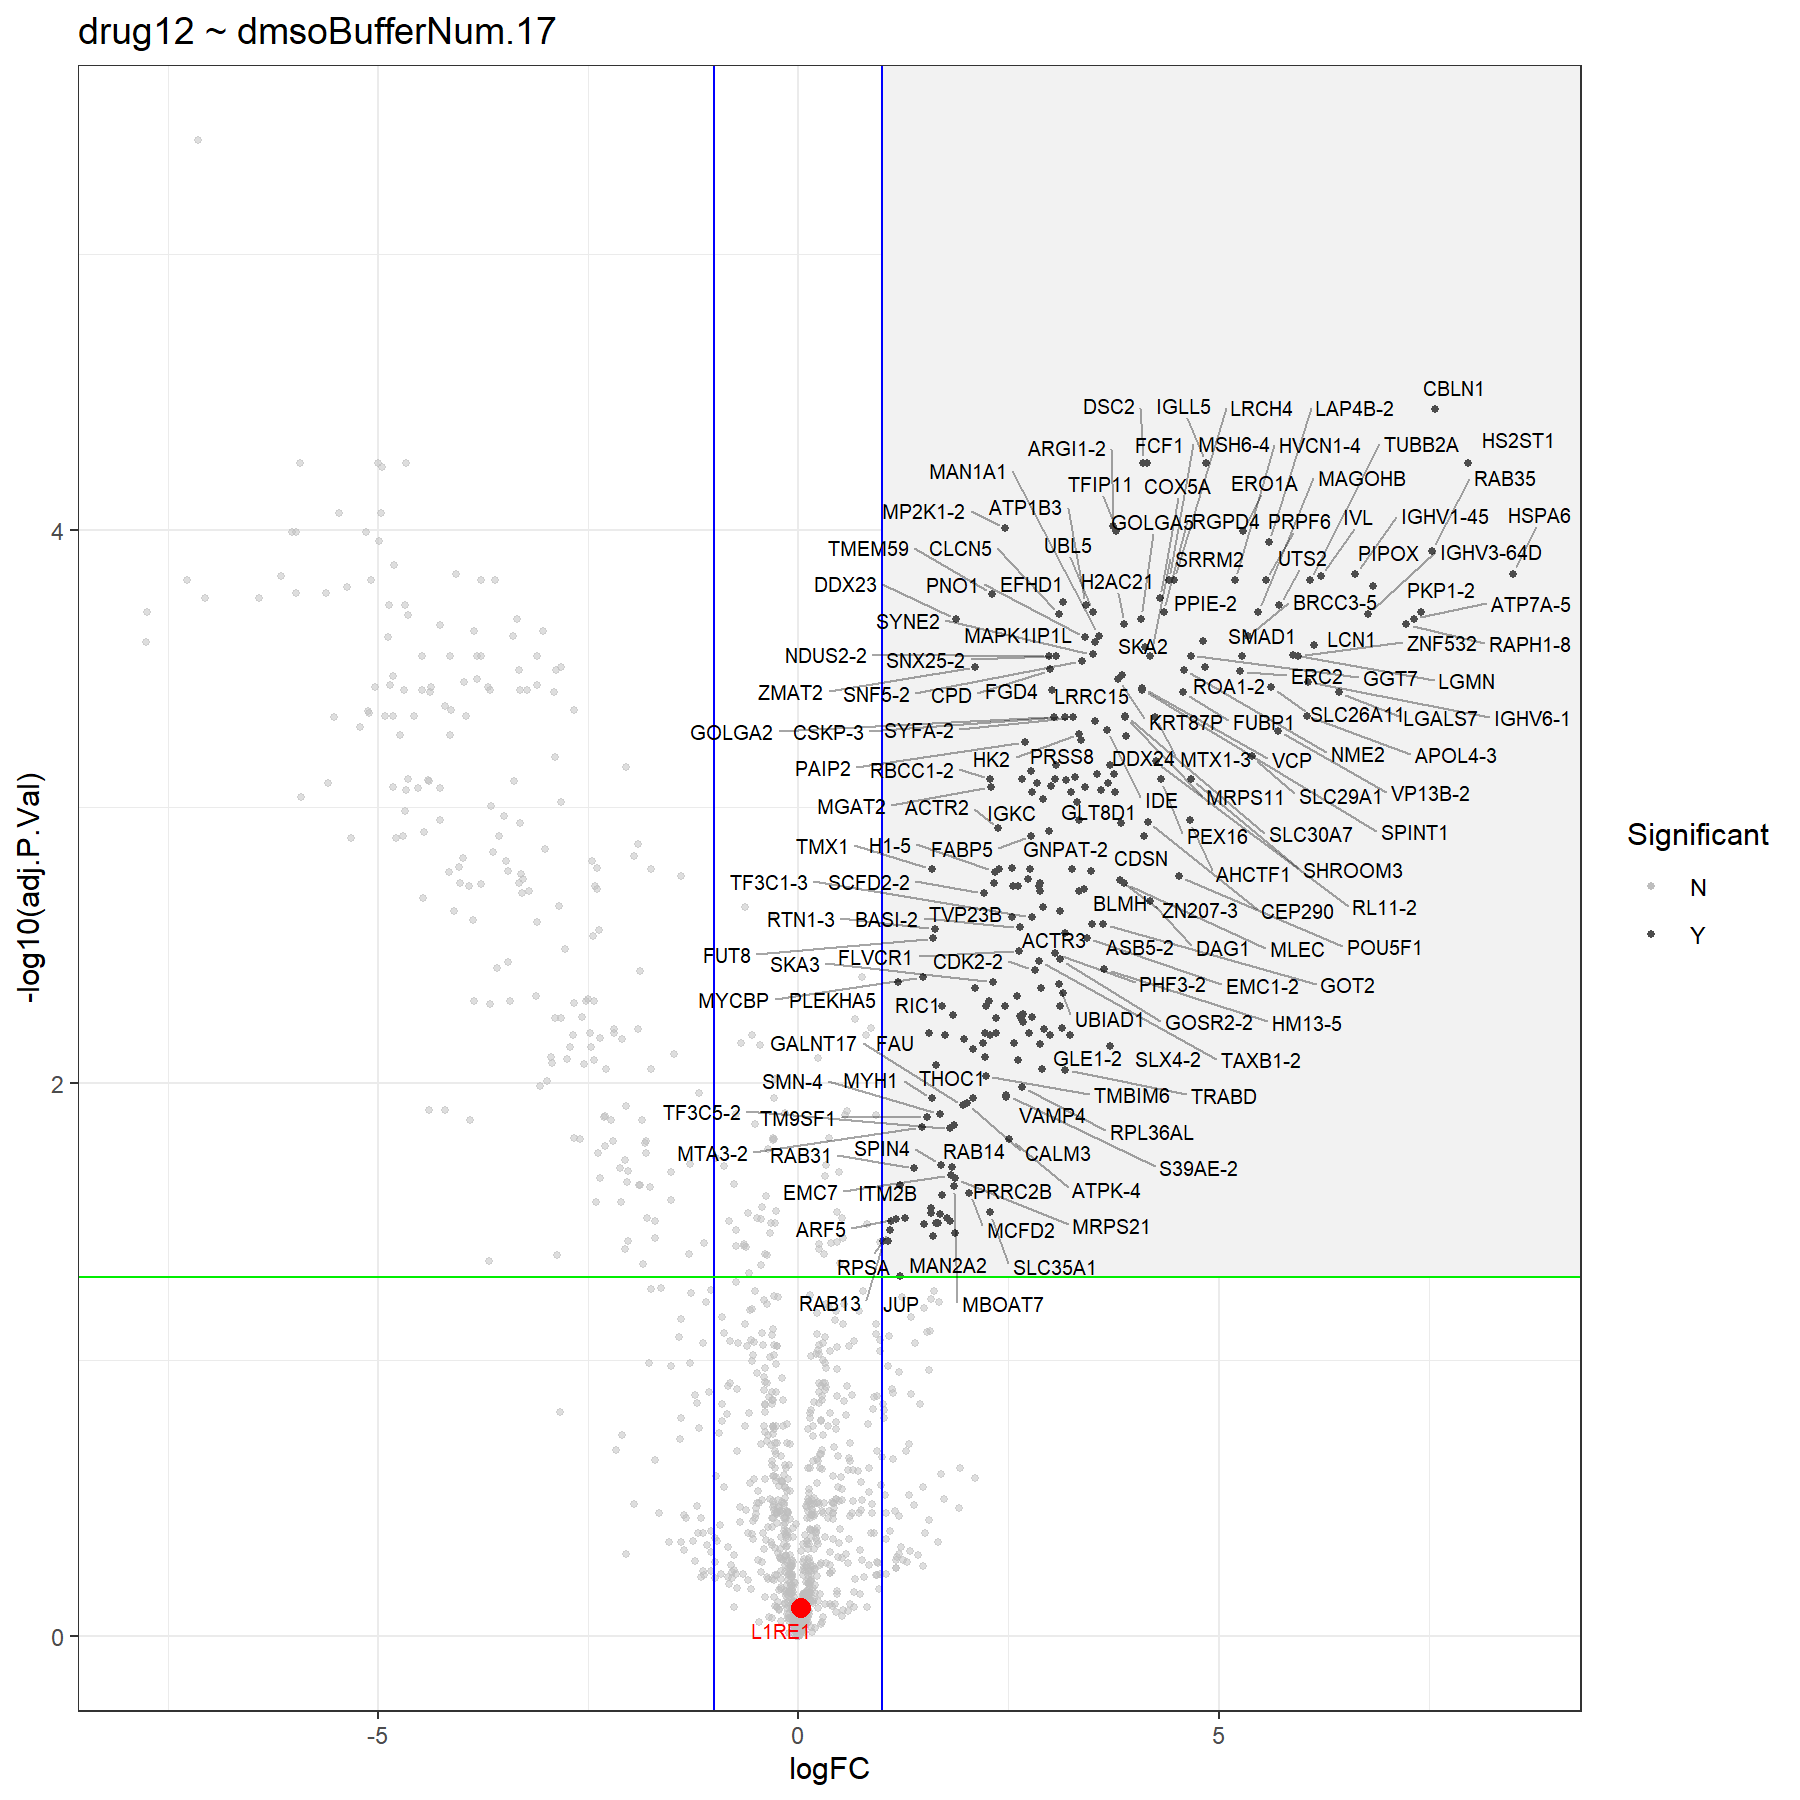 drug12 ~ dmsoBufferNum.17
CBLN1
DSC2 IGLL5 LRCH4 LAP4B-2
ARGI1-2 FCF1 MSH6-4 HVCN1-4 TUBB2A HS2ST1
MAN1A1 TFIP11 COX5A ERO1A MAGOHB RAB35
MP2K1-2 ATP1B3 GOLGA5 RGPD4 PRPF6 IVL IGHV1-45 HSPA6
TMEM59 CLCN5 UBL5 SRRM2 UTS2 PIPOX IGHV3-64D
DDX23 PNO1 EFHD1 H2AC21 PPIE-2 BRCC3-5 PKP1-2 ATP7A-5
SYNE2 MAPK1IP1L SKA2 SMAD1 LCN1 ZNF532 RAPH1-8
NDUS2-2 SNX25-2 ERC2 GGT7 LGMN
ZMAT2 SNF5-2 CPD FGD4 LRRC15 ROA1-2
GOLGA2 CSKP-3 SYFA-2 KRT87P FUBP1 SLC26A11 LGALS7 IGHV6-1
PAIP2 RBCC1-2 HK2 PRSS8 DDX24 MTX1-3 VCP NME2 APOL4-3
MGAT2 ACTR2 IGKC GLT8D1 IDE MRPS11 SLC29A1 VP13B-2
TMX1 H1-5 FABP5 GNPAT-2 CDSN PEX16 SLC30A7 SPINT1
TF3C1-3 SCFD2-2 AHCTF1 SHROOM3
RTN1-3 BASI-2 TVP23B BLMH ZN207-3 CEP290 RL11-2
FUT8 SKA3 FLVCR1 CDK2-2 ACTR3 ASB5-2 DAG1 MLEC POU5F1
MYCBP PLEKHA5 RIC1 PHF3-2 EMC1-2 GOT2
GALNT17 FAU UBIAD1 GOSR2-2 HM13-5
SMN-4 MYH1 THOC1 GLE1-2 SLX4-2 TAXB1-2
TF3C5-2 TM9SF1 VAMP4 TMBIM6 TRABD
MTA3-2 RAB31 SPIN4 RAB14 CALM3 RPL36AL
S39AE-2
EMC7 ITM2B PRRC2B ATPK-4
ARF5 MCFD2 MRPS21
RPSA MAN2A2 SLC35A1
RAB13 JUP MBOAT7
L1RE1
-log10(adj.P.Val)
4
2
0
-5 0 5
logFC
Significant
N
Y